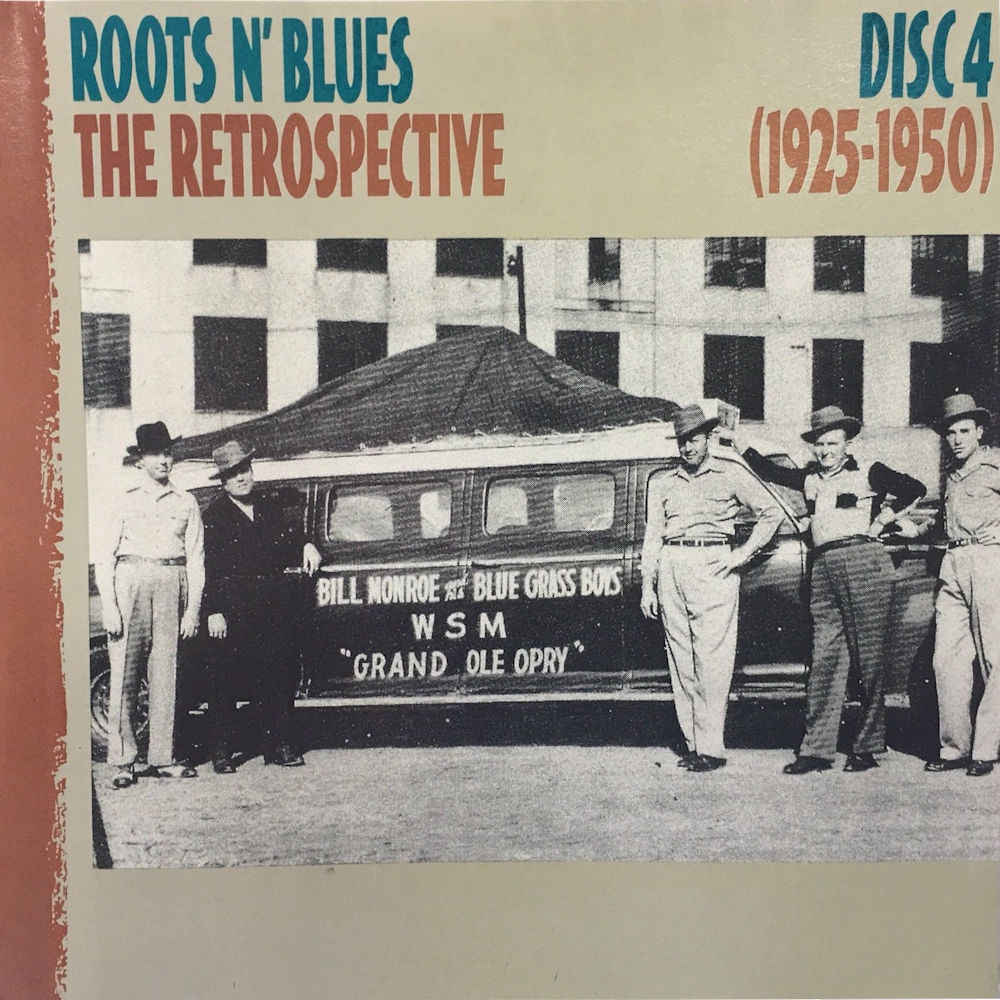 ROOTS N' BLUES
THE RETROSPECTIVE
DISC 4
(1925-1950)
BILL MONROE and his BLUE GRASS BOYS
WSM
"GRAND OLE OPRY"